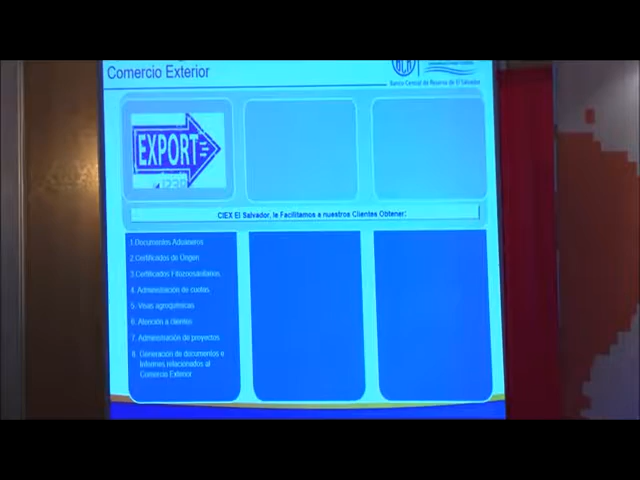 Comercio Exterior
BCR
Banco Central de Reserva de El Salvador
EXPORT
CIEX El Salvador, le Facilitamos a nuestros Clientes Obtener:
1.Documentos Aduaneros
2.Certificados de Origen
3.Certificados Fitozoosanitarios.
4. Administración de cuotas.
5. Visas agroquímicas
6. Atención a clientes
7. Administración de proyectos
8. Generación de documentos e
Informes relacionados al
Comercio Exterior